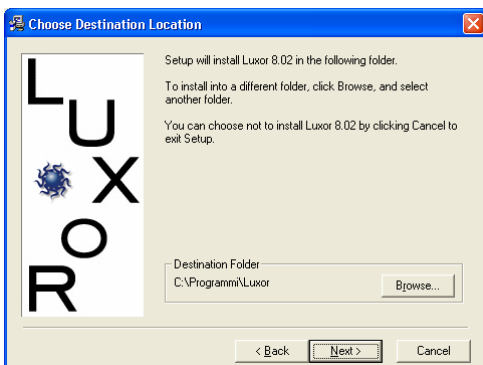 Choose Destination Location
LUXOR
Setup will install Luxor 8.02 in the following folder.
To install into a different folder, click Browse, and select
another folder.
You can choose not to install Luxor 8.02 by clicking Cancel to
exit Setup.
Destination Folder
C:\Programmi\Luxor
Browse...
< Back
Next >
Cancel